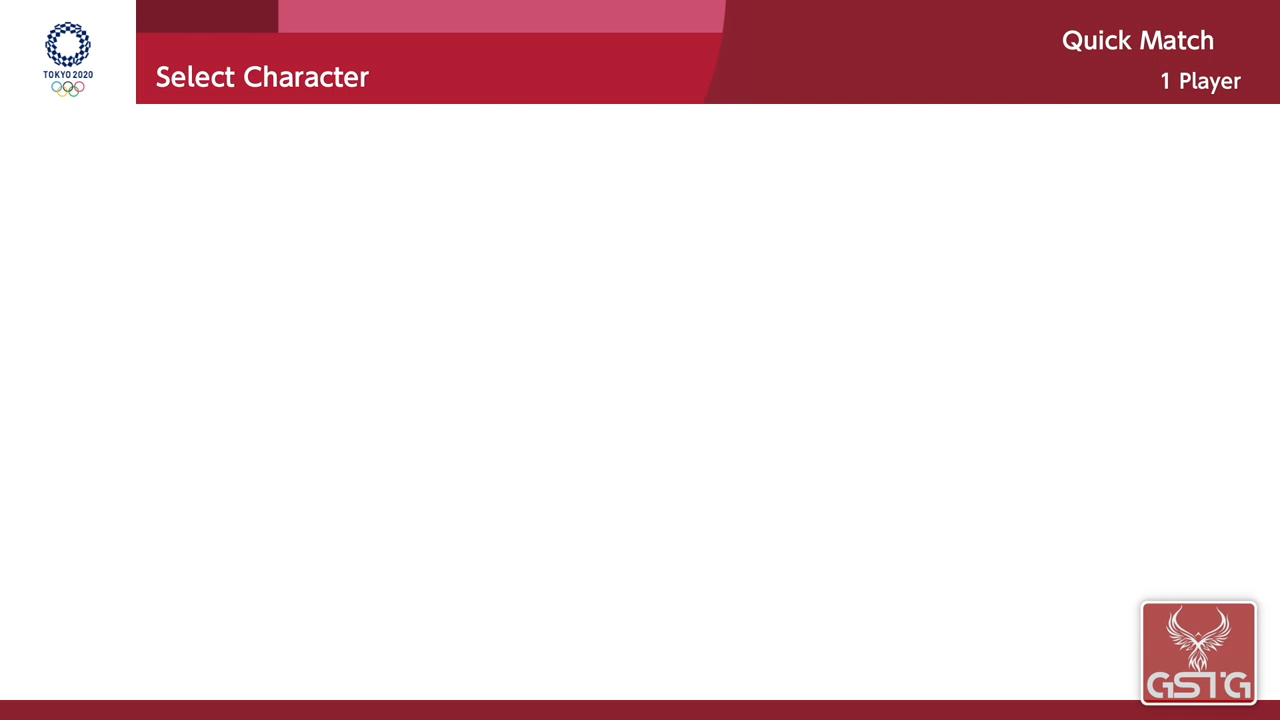 TOKYO 2020
Select Character
Quick Match
1 Player
GSTG